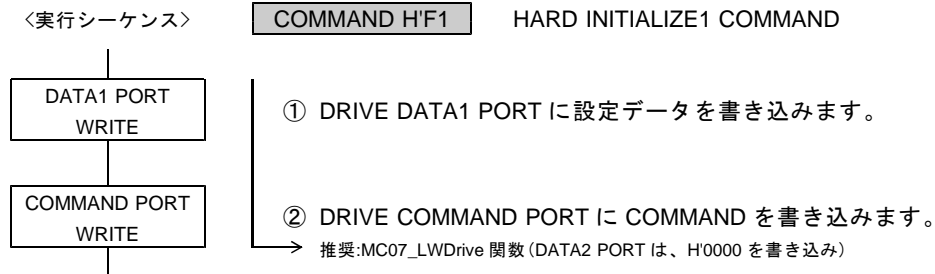 〈実行シーケンス〉 COMMAND H'F1 HARD INITIALIZE1 COMMAND
DATA1 PORT
WRITE
① DRIVE DATA1 PORT に設定データを書き込みます。
COMMAND PORT
WRITE
② DRIVE COMMAND PORT に COMMAND を書き込みます。
推奨:MC07_LWDrive 関数(DATA2 PORT は、H'0000 を書き込み)